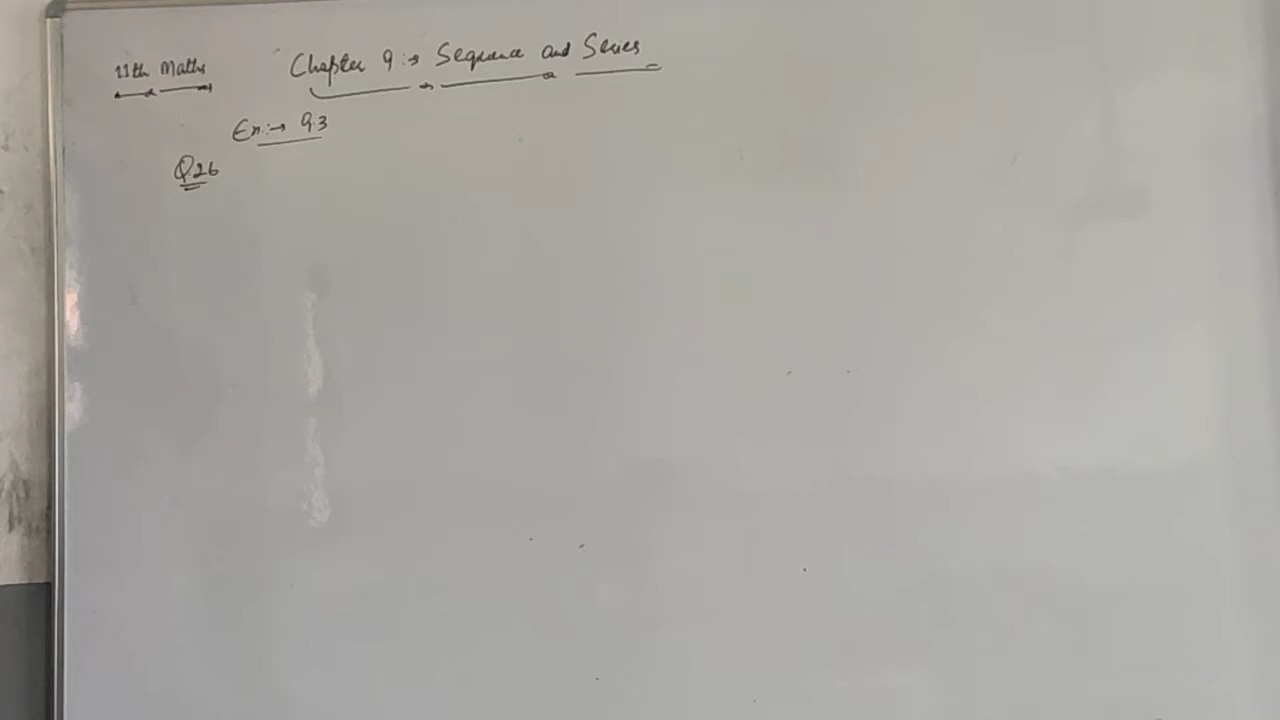 11th Maths Chapter 9 :→ Sequence and Series
Ex:→ 9.3
Q.26